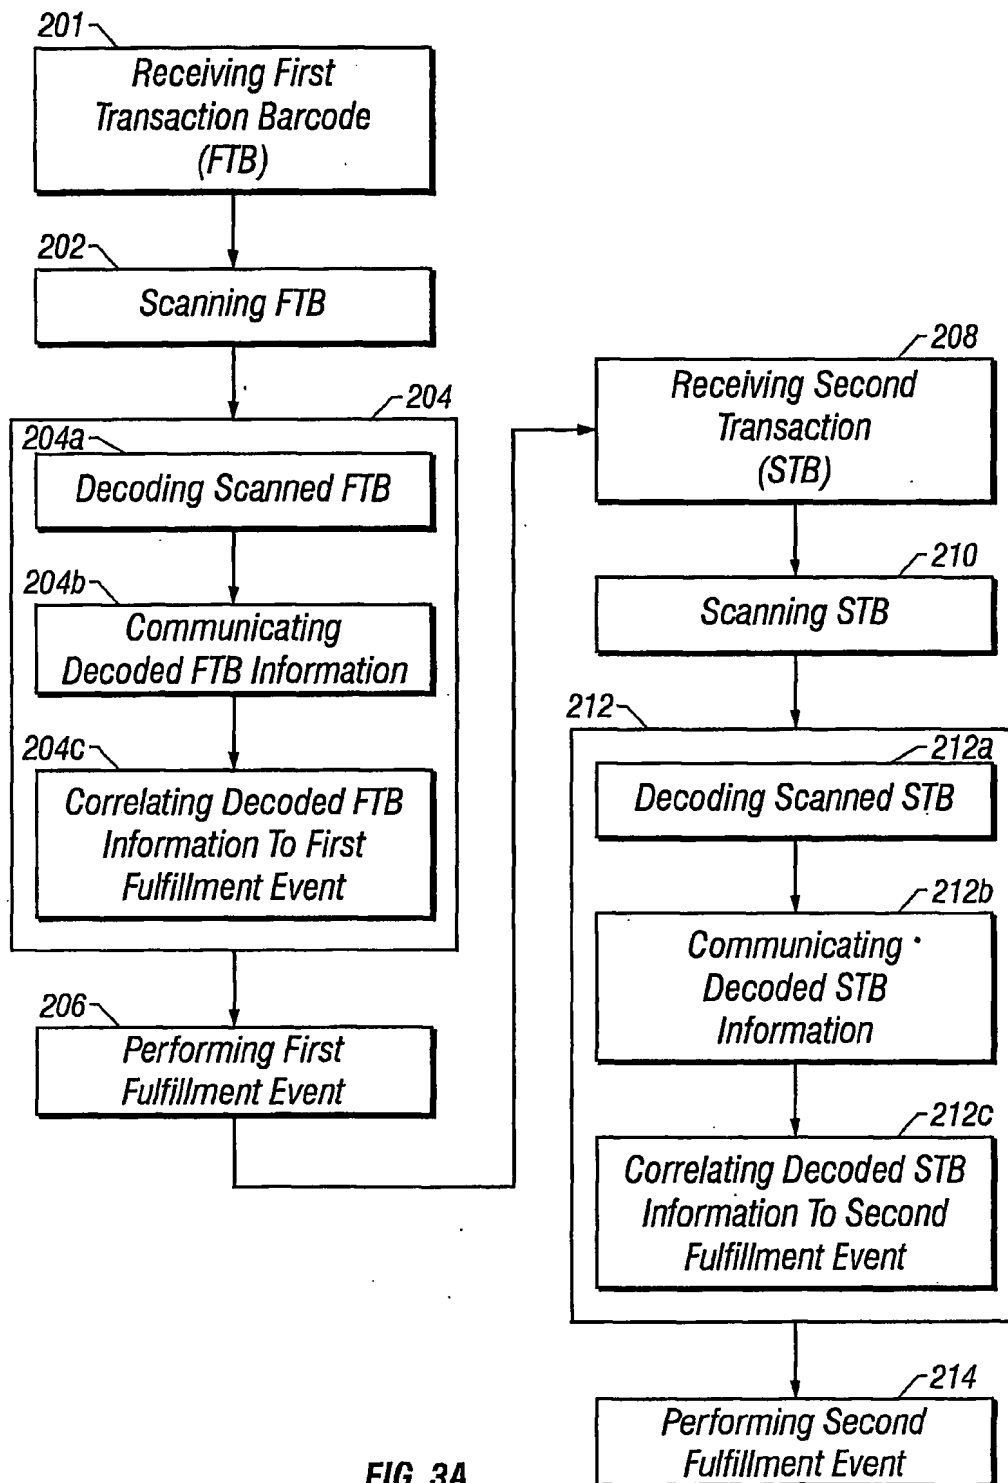 201
Receiving First
Transaction Barcode
(FTB)
202
Scanning FTB
204
204a
Decoding Scanned FTB
204b
Communicating
Decoded FTB Information
204c
Correlating Decoded FTB
Information To First
Fulfillment Event
206
Performing First
Fulfillment Event
208
Receiving Second
Transaction
(STB)
210
Scanning STB
212
212a
Decoding Scanned STB
212b
Communicating
Decoded STB
Information
212c
Correlating Decoded STB
Information To Second
Fulfillment Event
214
Performing Second
Fulfillment Event
FIG. 3A